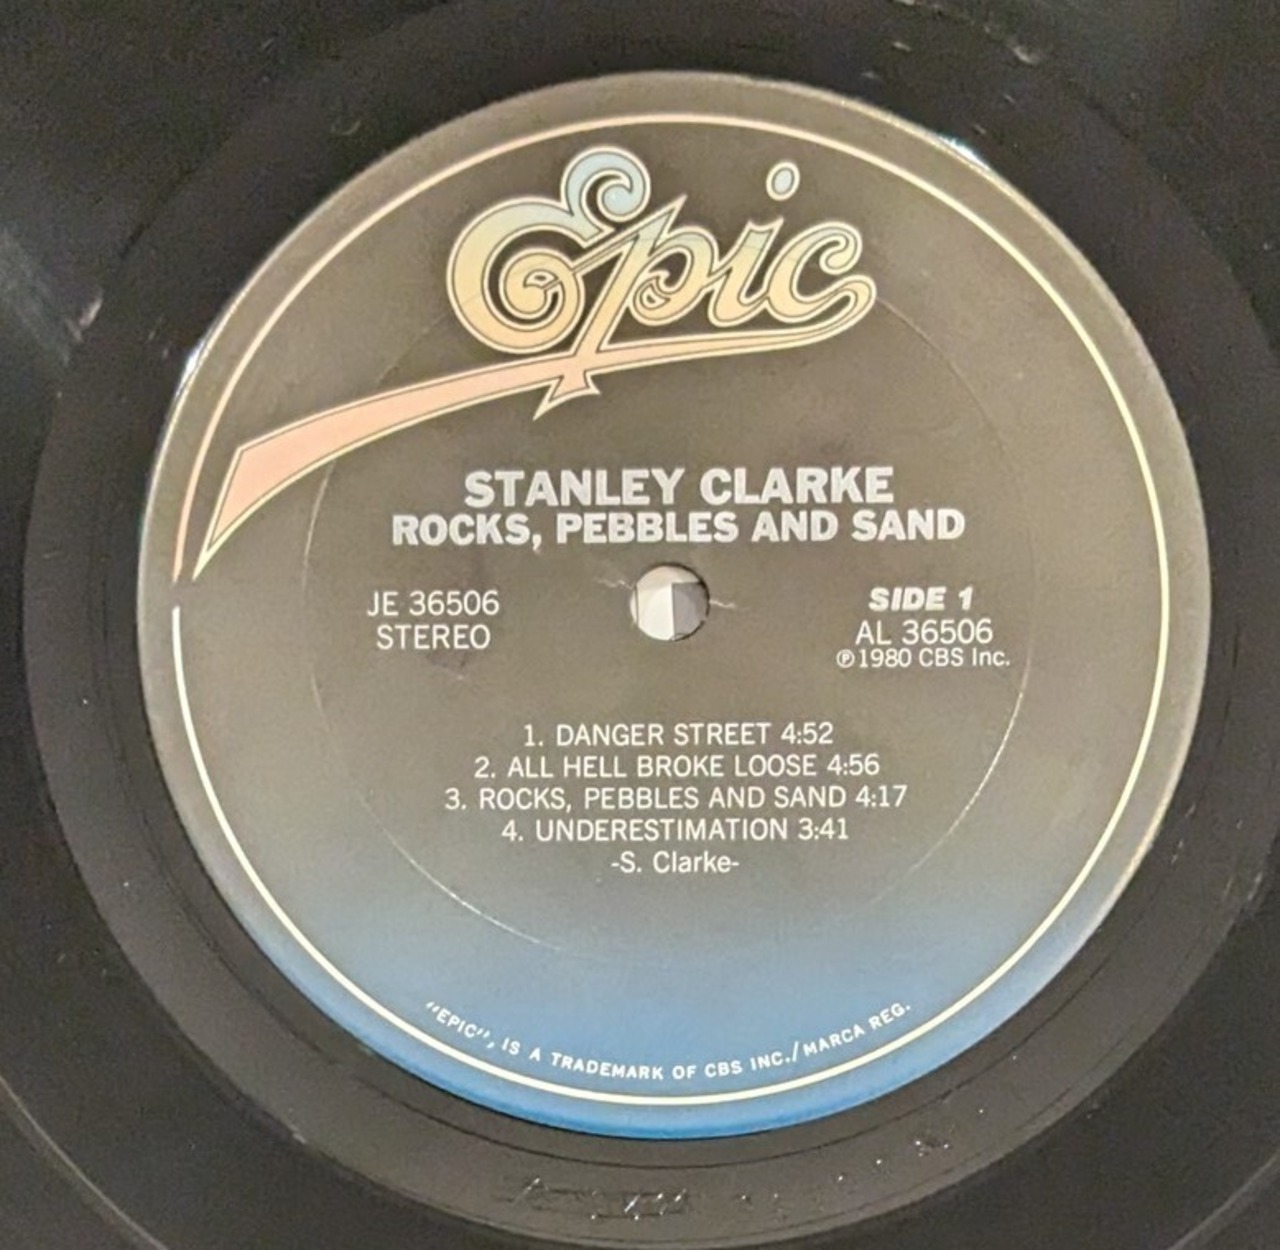 Epic
STANLEY CLARKE
ROCKS, PEBBLES AND SAND
JE 36506
STEREO
SIDE 1
AL 36506
℗1980 CBS Inc.
1. DANGER STREET 4:52
2. ALL HELL BROKE LOOSE 4:56
3. ROCKS, PEBBLES AND SAND 4:17
4. UNDERESTIMATION 3:41
-S. Clarke-
"EPIC", IS A TRADEMARK OF CBS INC./MARCA REG.